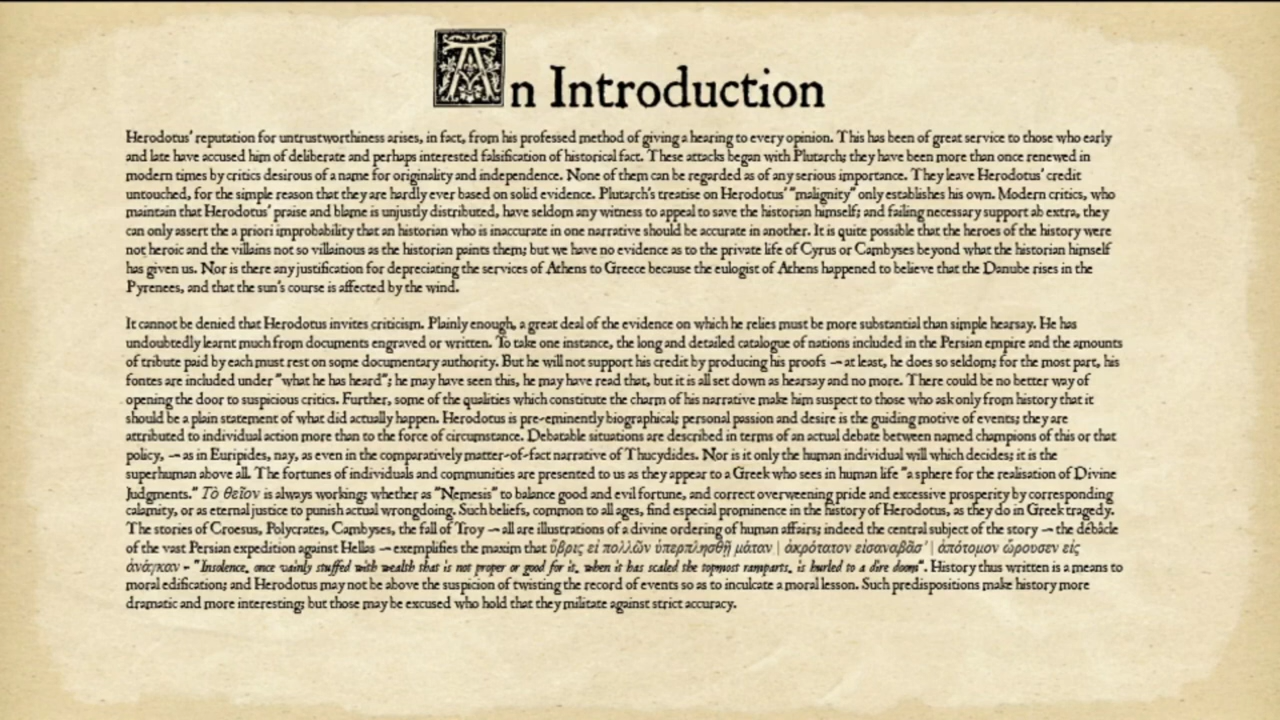 An Introduction
Herodotus' reputation for untrustworthiness arises, in fact, from his professed method of giving a hearing to every opinion. This has been of great service to those who early
and late have accused him of deliberate and perhaps interested falsification of historical fact. These attacks began with Plutarch; they have been more than once renewed in
modern times by critics desirous of a name for originality and independence. None of them can be regarded as of any serious importance. They leave Herodotus' credit
untouched, for the simple reason that they are hardly ever based on solid evidence. Plutarch's treatise on Herodotus' "malignity" only establishes his own. Modern critics, who
maintain that Herodotus' praise and blame is unjustly distributed, have seldom any witness to appeal to save the historian himself; and failing necessary support ab extra, they
can only assert the a priori improbability that an historian who is inaccurate in one narrative should be accurate in another. It is quite possible that the heroes of the history were
not heroic and the villains not so villainous as the historian paints them; but we have no evidence as to the private life of Cyrus or Cambyses beyond what the historian himself
has given us. Nor is there any justification for depreciating the services of Athens to Greece because the eulogist of Athens happened to believe that the Danube rises in the
Pyrenees, and that the sun's course is affected by the wind.
It cannot be denied that Herodotus invites criticism. Plainly enough, a great deal of the evidence on which he relies must be more substantial than simple hearsay. He has
undoubtedly learnt much from documents engraved or written. To take one instance, the long and detailed catalogue of nations included in the Persian empire and the amounts
of tribute paid by each must rest on some documentary authority. But he will not support his credit by producing his proofs — at least, he does so seldom; for the most part, his
fontes are included under "what he has heard"; he may have seen this, he may have read that, but it is all set down as hearsay and no more. There could be no better way of
opening the door to suspicious critics. Further, some of the qualities which constitute the charm of his narrative make him suspect to those who ask only from history that it
should be a plain statement of what did actually happen. Herodotus is pre-eminently biographical; personal passion and desire is the guiding motive of events; they are
attributed to individual action more than to the force of circumstance. Debatable situations are described in terms of an actual debate between named champions of this or that
policy, — as in Euripides, nay, as even in the comparatively matter-of-fact narrative of Thucydides. Nor is it only the human individual will which decides; it is the
superhuman above all. The fortunes of individuals and communities are presented to us as they appear to a Greek who sees in human life "a sphere for the realisation of Divine
Judgments." Τὸ θεῖον is always working; whether as "Nemesis" to balance good and evil fortune, and correct overweening pride and excessive prosperity by corresponding
calamity, or as eternal justice to punish actual wrongdoing. Such beliefs, common to all ages, find especial prominence in the history of Herodotus, as they do in Greek tragedy.
The stories of Croesus, Polycrates, Cambyses, the fall of Troy — all are illustrations of a divine ordering of human affairs; indeed the central subject of the story — the débâcle
of the vast Persian expedition against Hellas — exemplifies the maxim that ὕβρις εἰ πολλῶν ὑπερπλησθῇ μάταν | ἀκρότατον εἰσαναβᾶσ' | ἀπότομον ὤρουσεν εἰς
ἀνάγκαν - "Insolence, once vainly stuffed with wealth that is not proper or good for it, when it has scaled the topmost ramparts, is hurled to a dire doom". History thus written is a means to
moral edification; and Herodotus may not be above the suspicion of twisting the record of events so as to inculcate a moral lesson. Such predispositions make history more
dramatic and more interesting; but those may be excused who hold that they militate against strict accuracy.